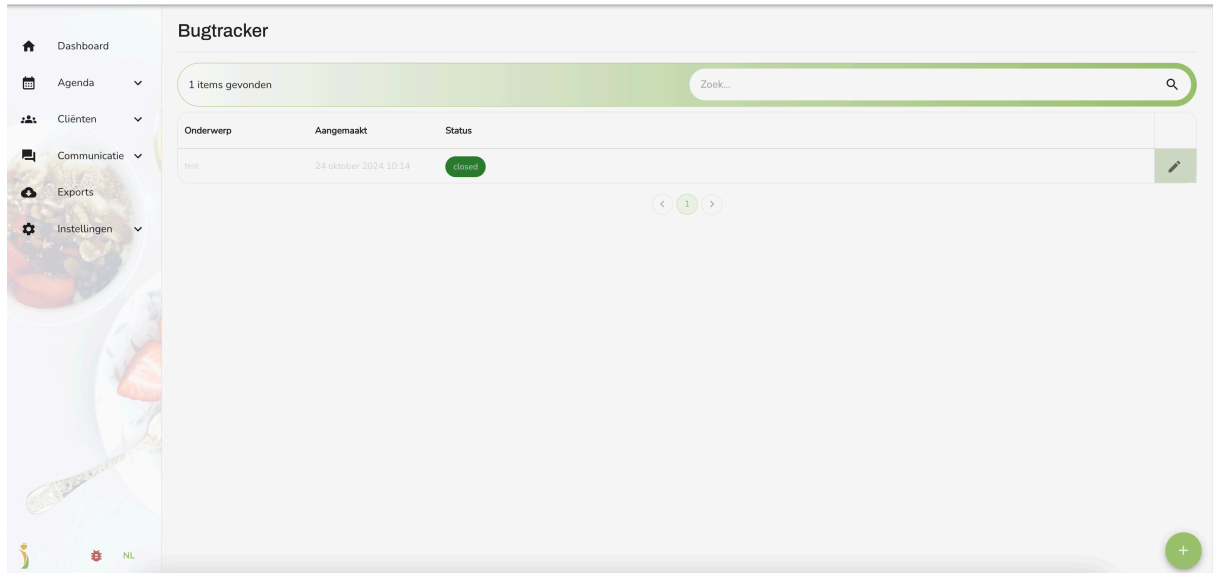 Bugtracker
Dashboard
Agenda
Cliënten
Communicatie
Exports
Instellingen
NL
1 items gevonden
Zoek...
Onderwerp Aangemaakt Status
test 24 oktober 2024 10:14 closed
1